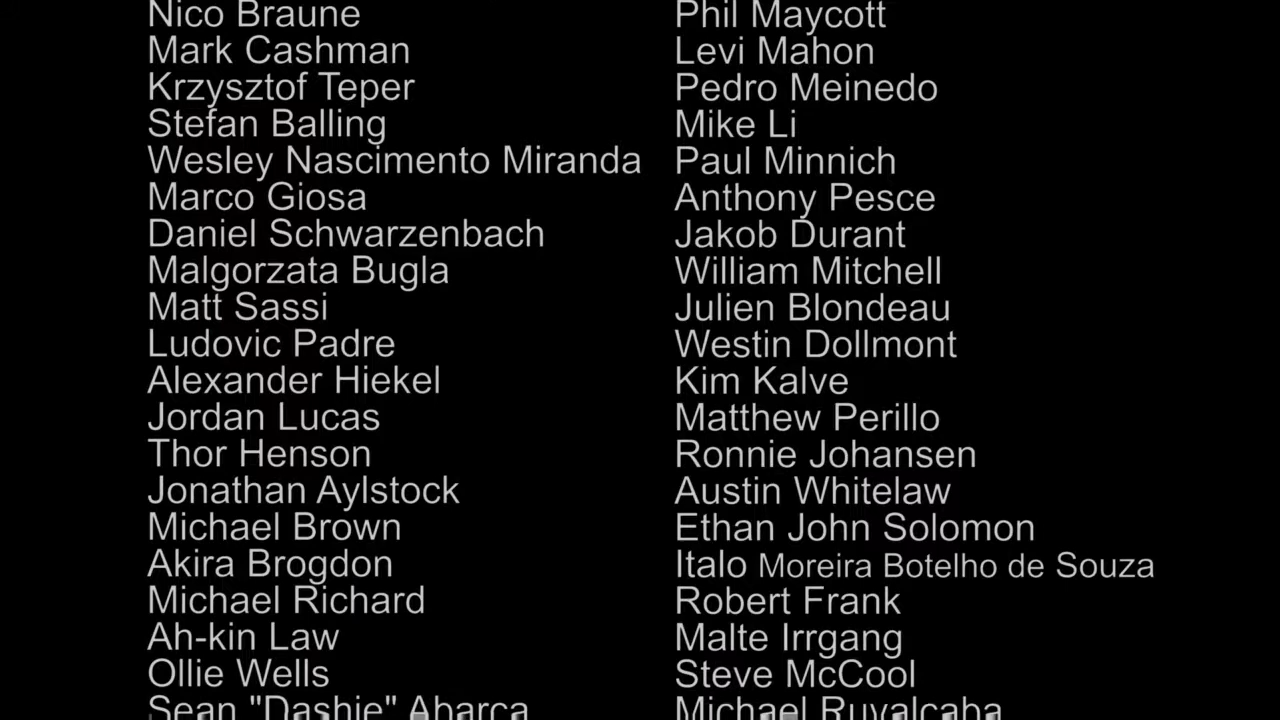 Nico Braune
Mark Cashman
Krzysztof Teper
Stefan Balling
Wesley Nascimento Miranda
Marco Giosa
Daniel Schwarzenbach
Malgorzata Bugla
Matt Sassi
Ludovic Padre
Alexander Hiekel
Jordan Lucas
Thor Henson
Jonathan Aylstock
Michael Brown
Akira Brogdon
Michael Richard
Ah-kin Law
Ollie Wells
Sean "Dashie" Abarca
Phil Maycott
Levi Mahon
Pedro Meinedo
Mike Li
Paul Minnich
Anthony Pesce
Jakob Durant
William Mitchell
Julien Blondeau
Westin Dollmont
Kim Kalve
Matthew Perillo
Ronnie Johansen
Austin Whitelaw
Ethan John Solomon
Italo Moreira Botelho de Souza
Robert Frank
Malte Irrgang
Steve McCool
Michael Ruvalcaba